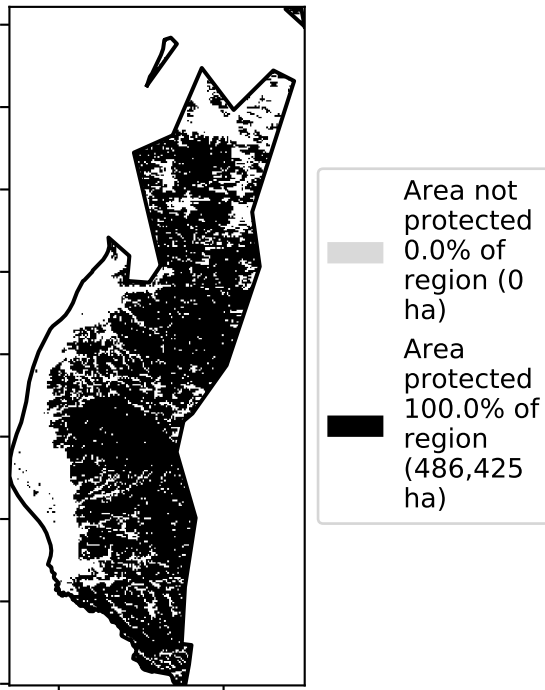 Area not
protected
0.0% of
region (0
ha)
Area
protected
100.0% of
region
(486,425
ha)